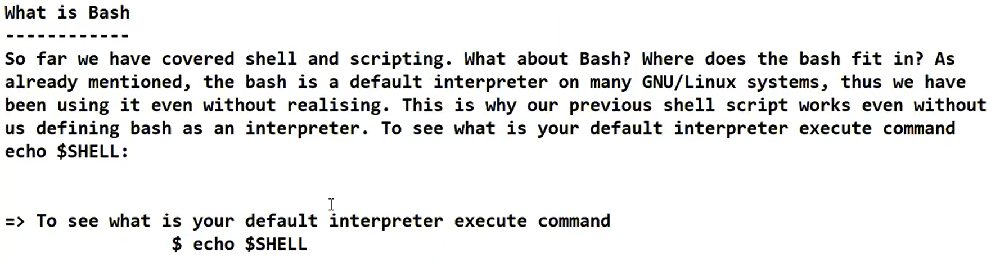 What is Bash
------------
So far we have covered shell and scripting. What about Bash? Where does the bash fit in? As
already mentioned, the bash is a default interpreter on many GNU/Linux systems, thus we have
been using it even without realising. This is why our previous shell script works even without
us defining bash as an interpreter. To see what is your default interpreter execute command
echo $SHELL:
=> To see what is your default interpreter execute command
$ echo $SHELL